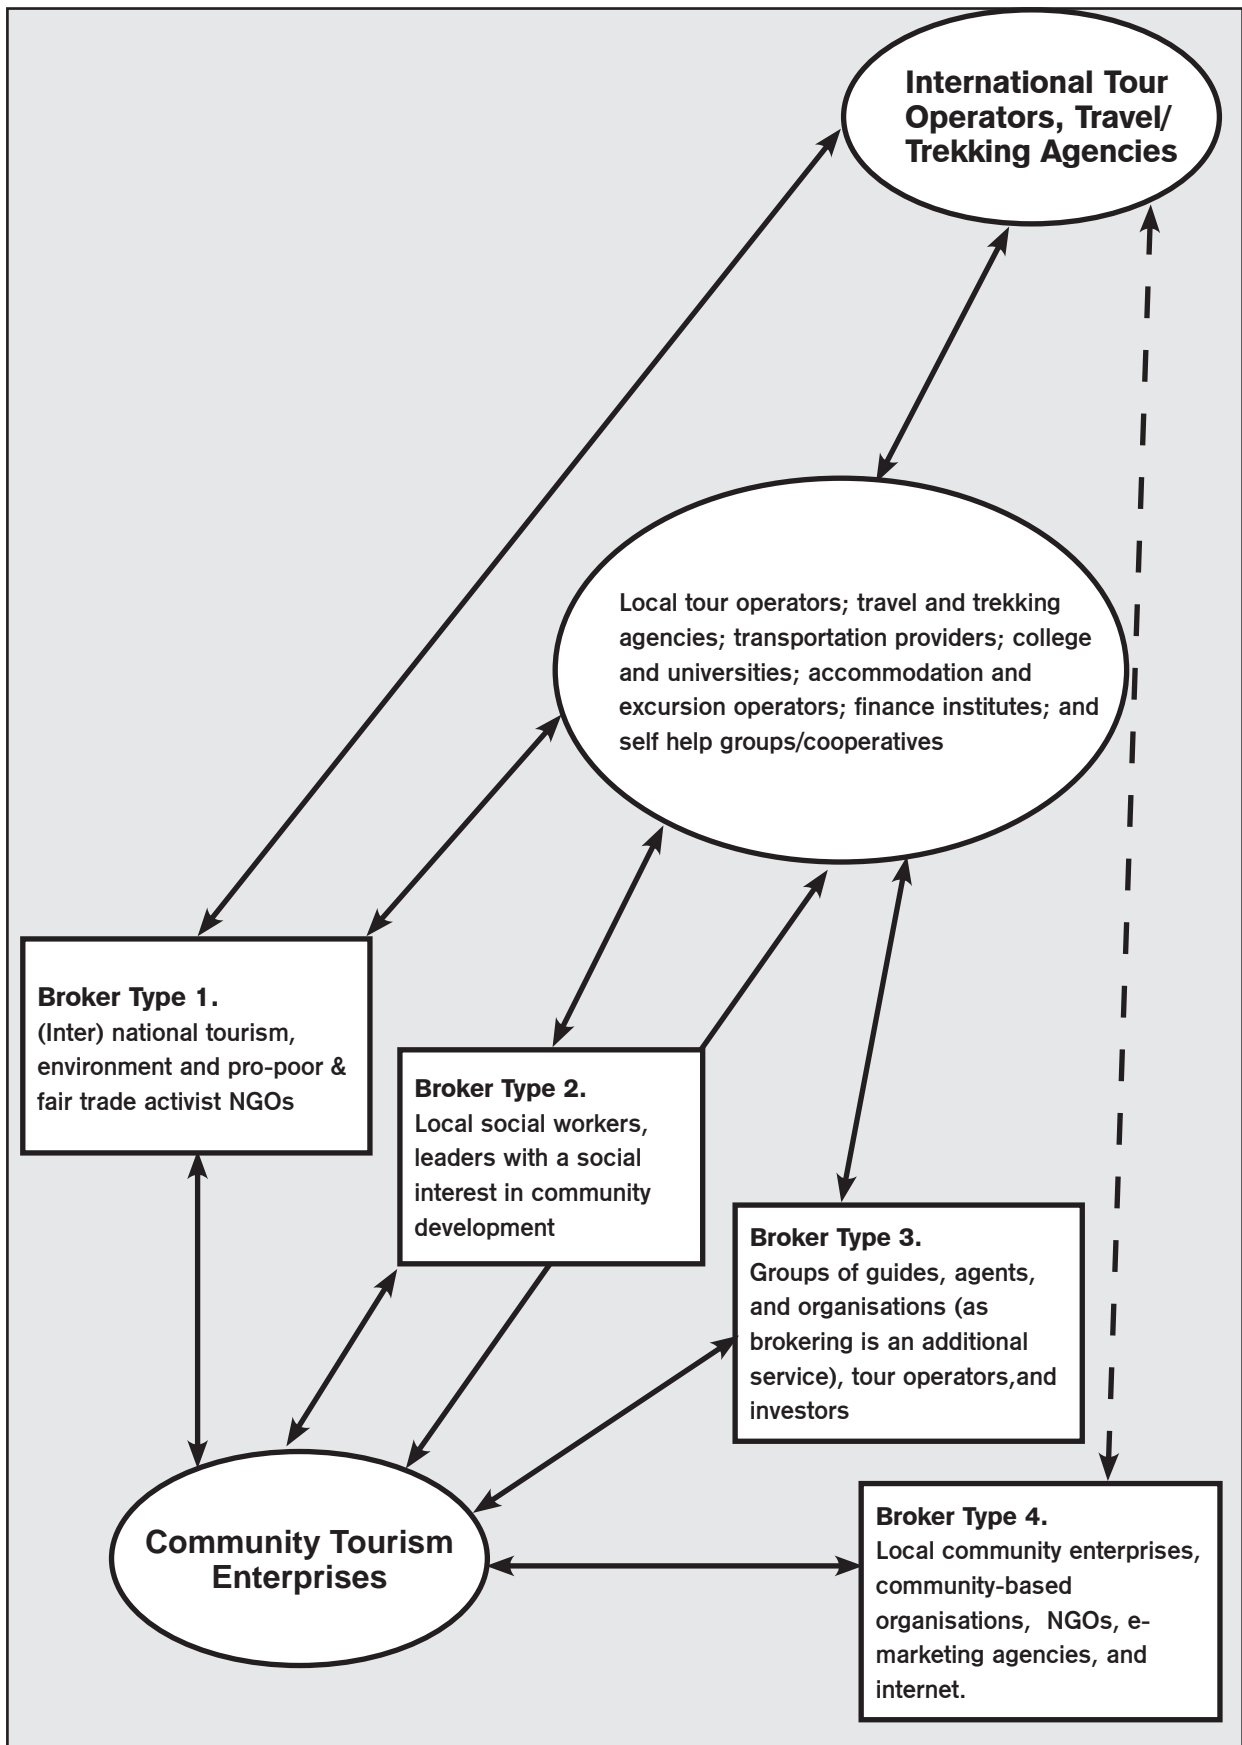 International Tour
Operators, Travel/
Trekking Agencies
Local tour operators; travel and trekking
agencies; transportation providers; college
and universities; accommodation and
excursion operators; finance institutes; and
self help groups/cooperatives
Broker Type 1.
(Inter) national tourism,
environment and pro-poor &
fair trade activist NGOs
Broker Type 2.
Local social workers,
leaders with a social
interest in community
development
Broker Type 3.
Groups of guides, agents,
and organisations (as
brokering is an additional
service), tour operators,and
investors
Community Tourism
Enterprises
Broker Type 4.
Local community enterprises,
community-based
organisations, NGOs, e-
marketing agencies, and
internet.